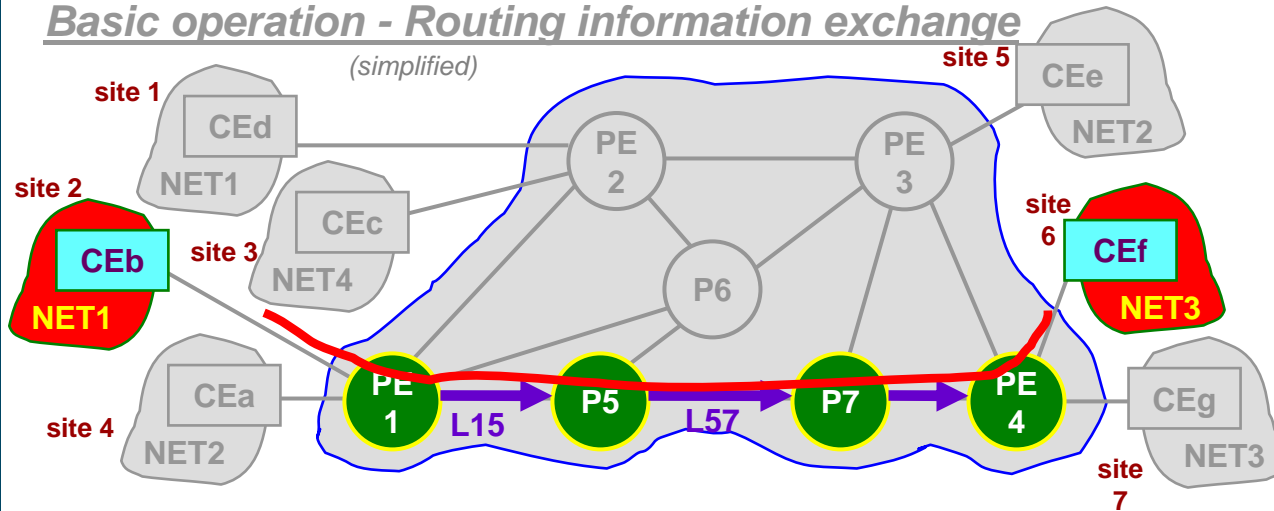 Basic operation - Routing information exchange
(simplified)
site 5
CEe
NET2
site 1
CEd
NET1
PE
2
PE
3
site 2
CEb
NET1
site 3
CEc
NET4
P6
site
6
CEf
NET3
site 4
CEa
NET2
PE
1
L15
P5
L57
P7
PE
4
CEg
NET3
site
7